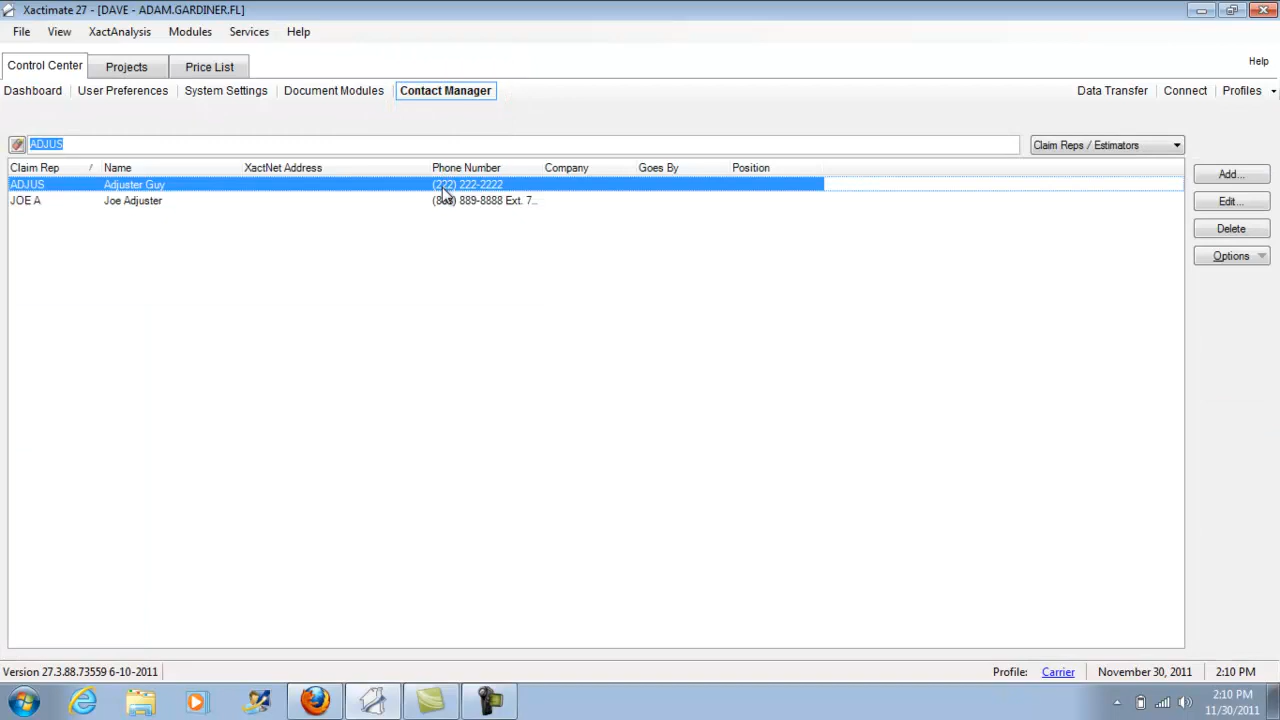 Xactimate 27 - [DAVE - ADAM.GARDINER.FL]
File View XactAnalysis Modules Services Help
Control Center Projects Price List Help
Dashboard User Preferences System Settings Document Modules Contact Manager Data Transfer Connect Profiles
ADJUS Claim Reps / Estimators
Claim Rep / Name XactNet Address Phone Number Company Goes By Position
ADJUS Adjuster Guy (222) 222-2222
JOE A Joe Adjuster 889-8888 Ext. 7...
Add...
Edit...
Delete
Options
Version 27.3.88.73559 6-10-2011 Profile: Carrier November 30, 2011 2:10 PM
2:10 PM
11/30/2011